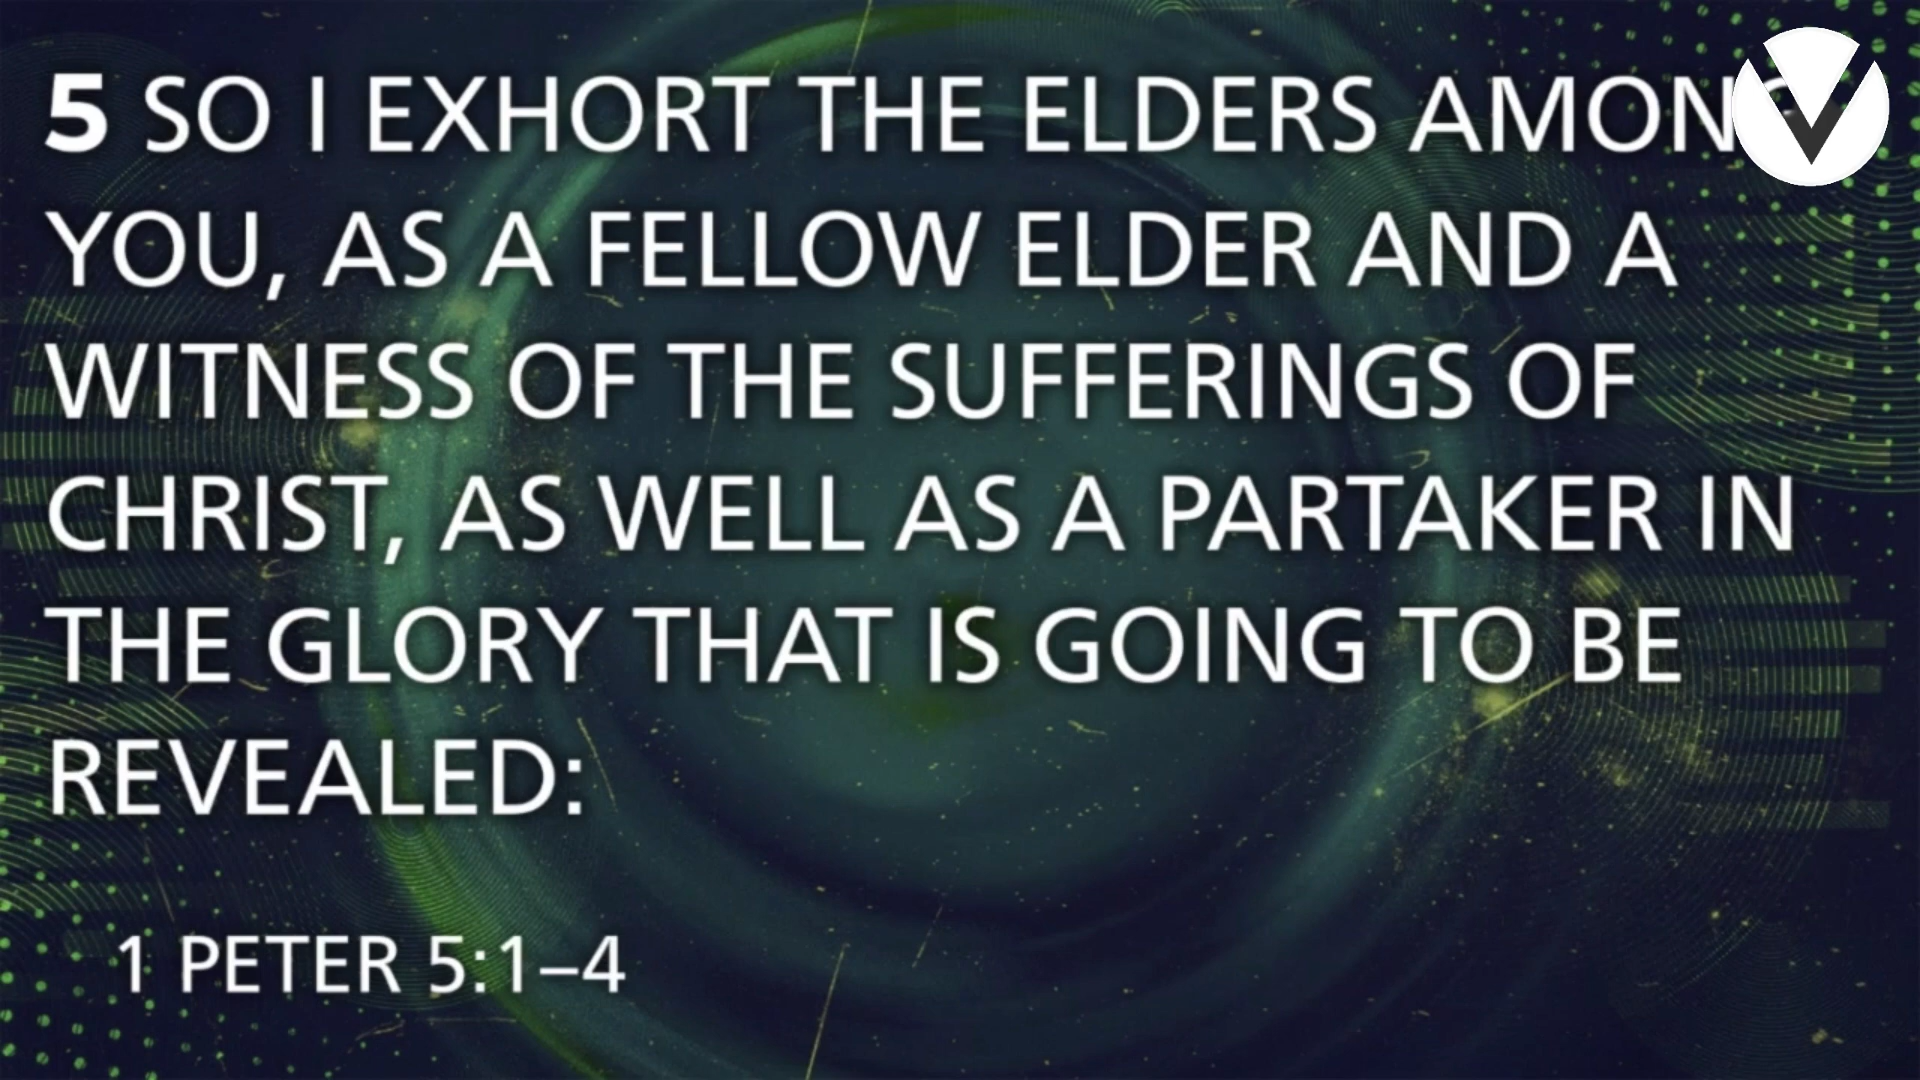 5 SO I EXHORT THE ELDERS AMONG
YOU, AS A FELLOW ELDER AND A
WITNESS OF THE SUFFERINGS OF
CHRIST, AS WELL AS A PARTAKER IN
THE GLORY THAT IS GOING TO BE
REVEALED:
1 PETER 5:1–4